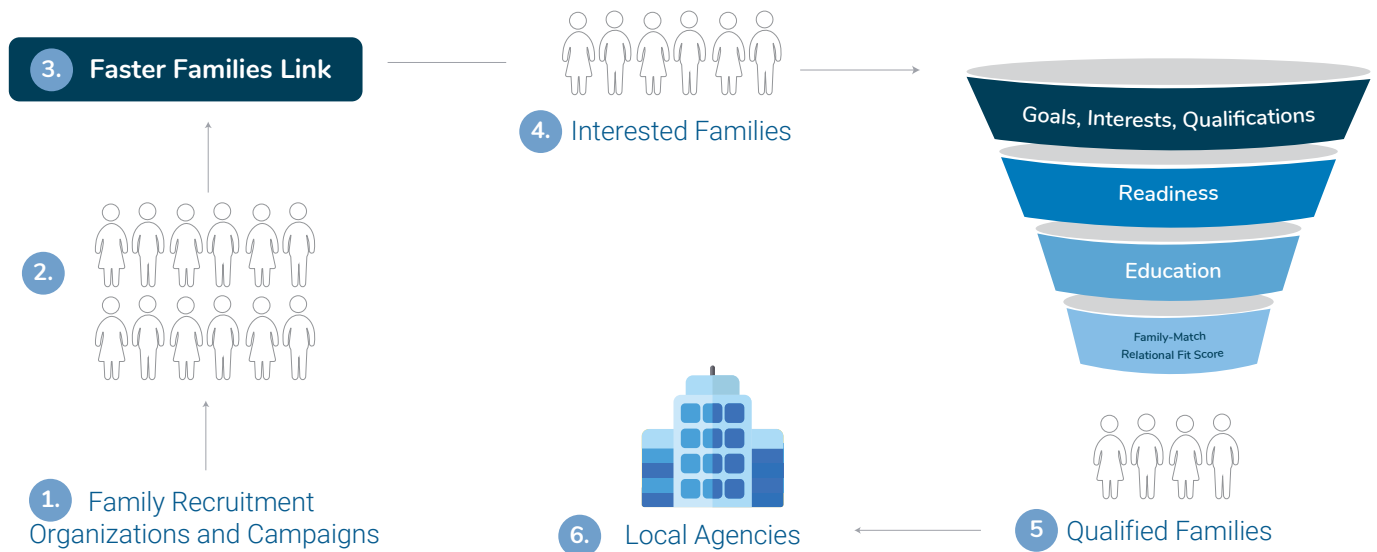 3. Faster Families Link
4. Interested Families
Goals, Interests, Qualifications
Readiness
Education
Family-Match
Relational Fit Score
2.
1. Family Recruitment
Organizations and Campaigns
6. Local Agencies
5 Qualified Families